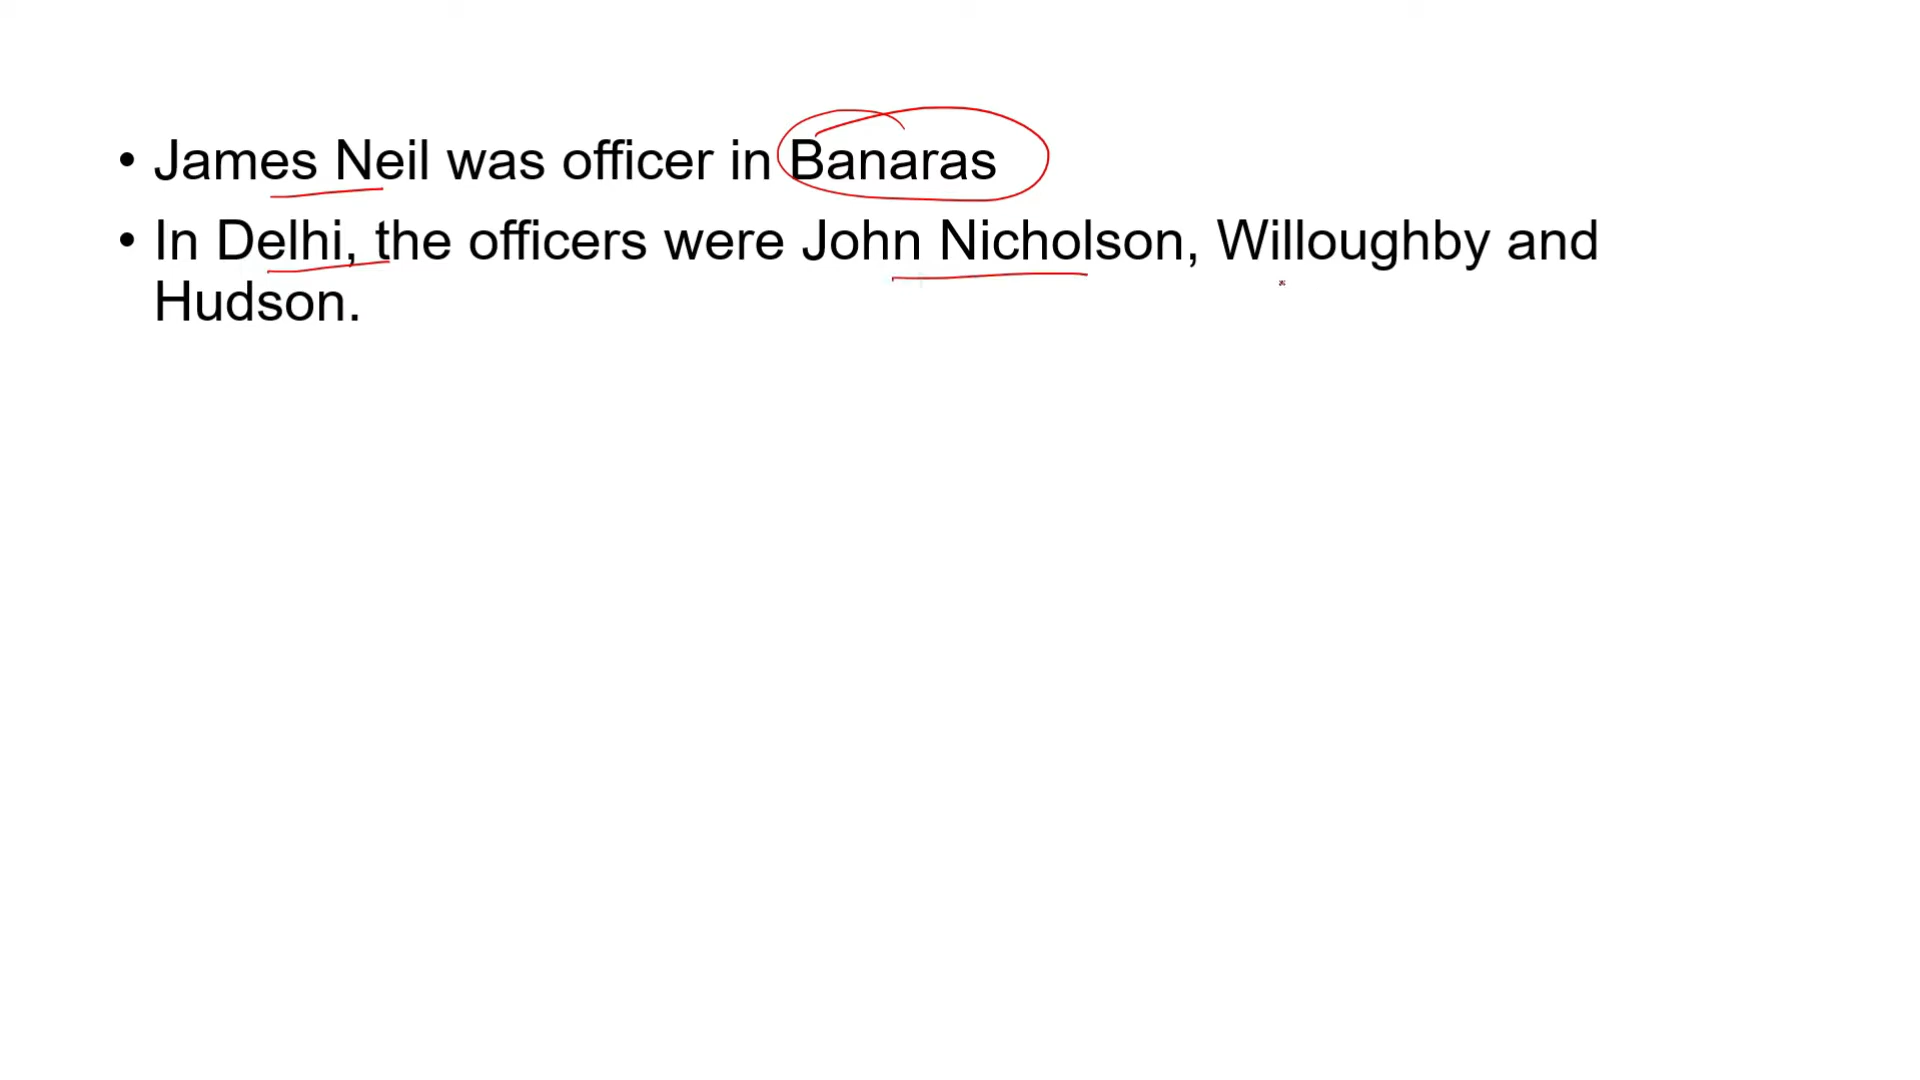 • James Neil was officer in Banaras
• In Delhi, the officers were John Nicholson, Willoughby and
Hudson.